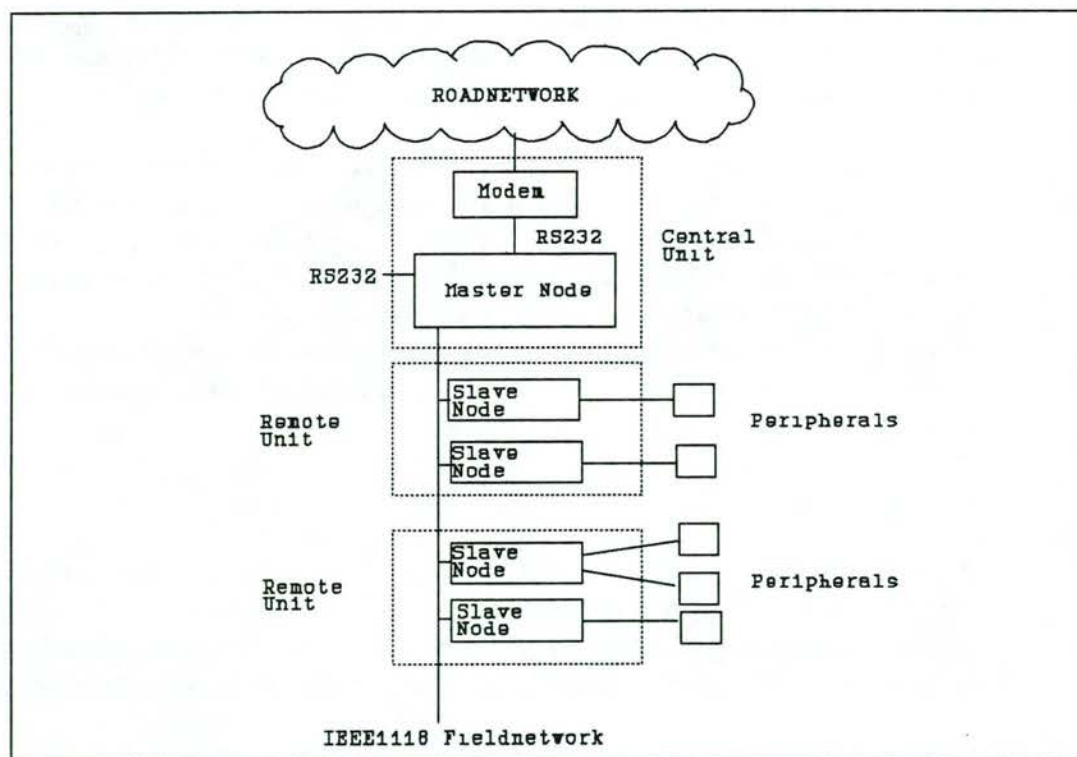 ROADNETWORK
Modem
RS232
Central
Unit
RS232
Master Node
Slave
Node
Remote
Unit
Peripherals
Slave
Node
Slave
Node
Remote
Unit
Peripherals
Slave
Node
IEEE1118 Fieldnetwork